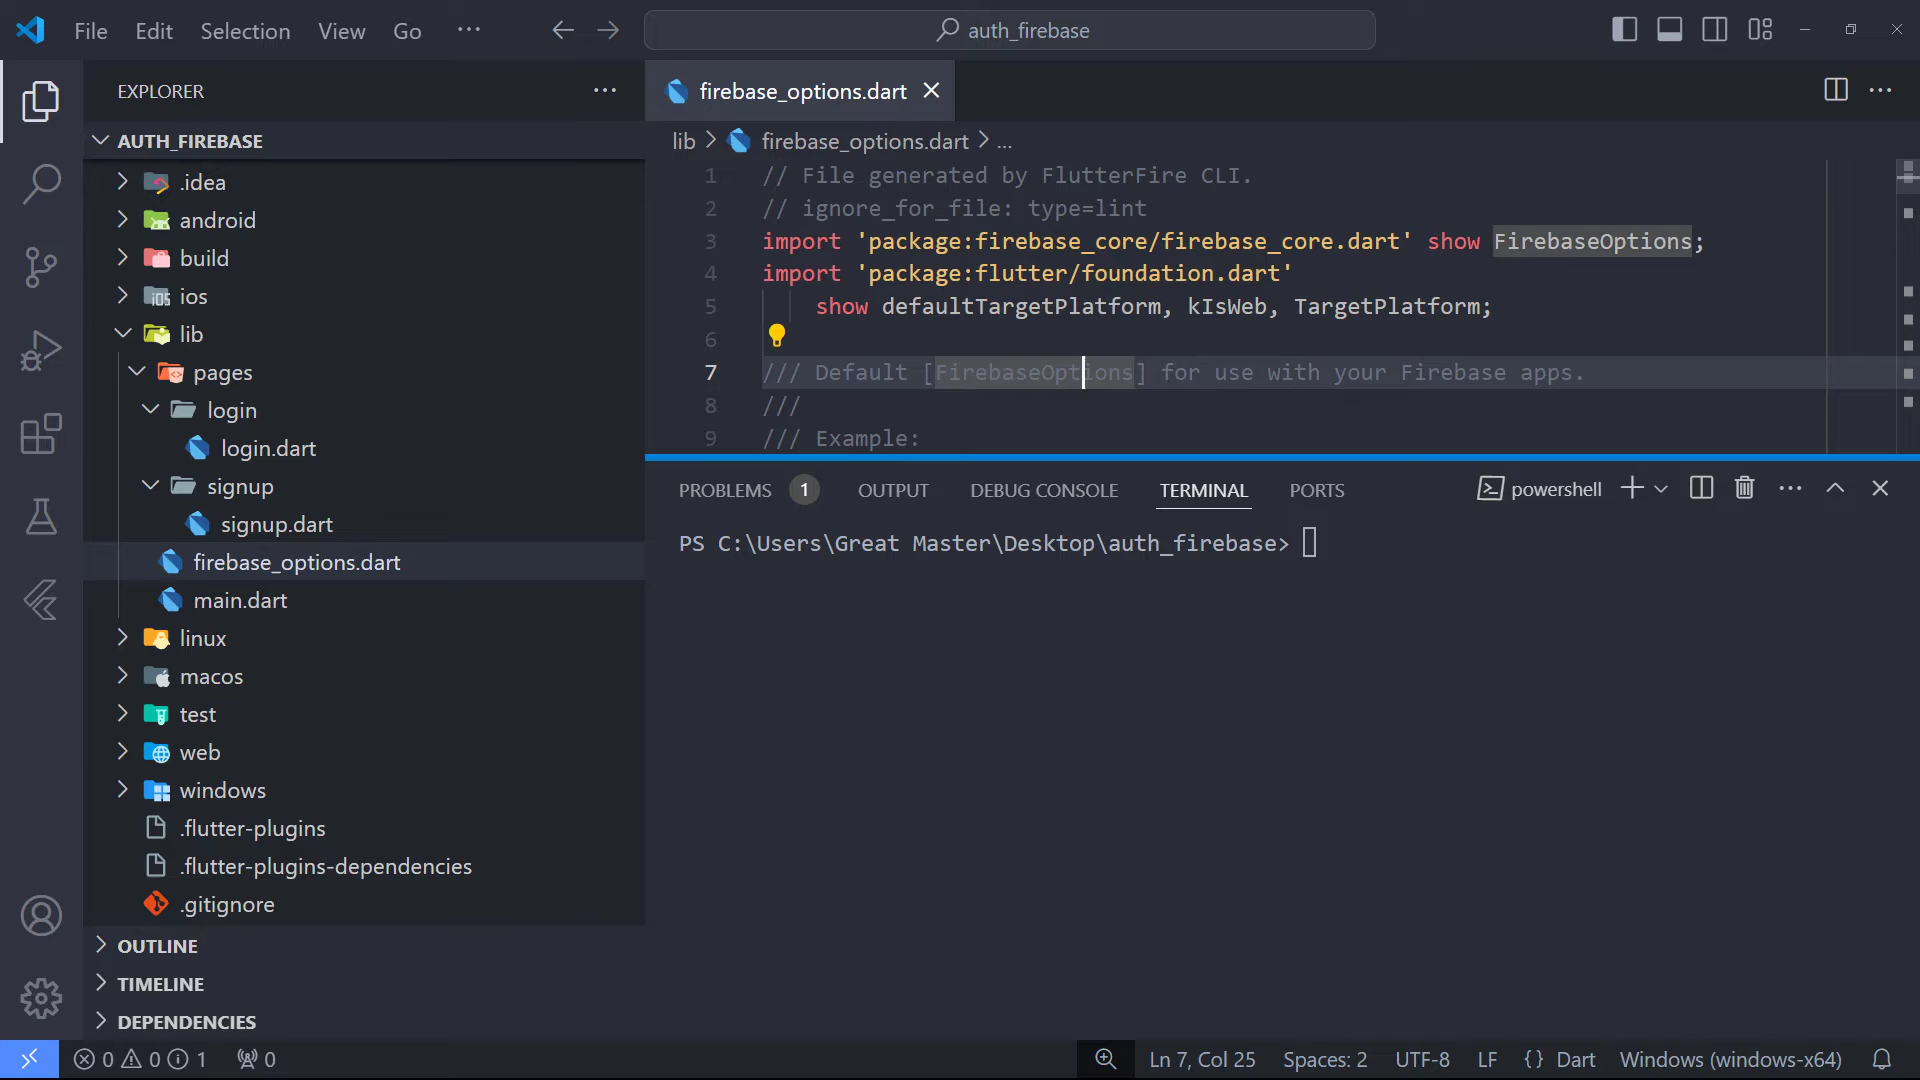 File Edit Selection View Go ...
auth_firebase
EXPLORER
AUTH_FIREBASE
.idea
android
build
ios
lib
pages
login
login.dart
signup
signup.dart
firebase_options.dart
main.dart
linux
macos
test
web
windows
.flutter-plugins
.flutter-plugins-dependencies
.gitignore
OUTLINE
TIMELINE
DEPENDENCIES
firebase_options.dart
lib > firebase_options.dart > ...
1 // File generated by FlutterFire CLI.
2 // ignore_for_file: type=lint
3 import 'package:firebase_core/firebase_core.dart' show FirebaseOptions;
4 import 'package:flutter/foundation.dart'
5 show defaultTargetPlatform, kIsWeb, TargetPlatform;
6
7 /// Default [FirebaseOptions] for use with your Firebase apps.
8 ///
9 /// Example:
PROBLEMS 1 OUTPUT DEBUG CONSOLE TERMINAL PORTS powershell
PS C:\Users\Great Master\Desktop\auth_firebase>
0 0 1 0 Ln 7, Col 25 Spaces: 2 UTF-8 LF {} Dart Windows (windows-x64)